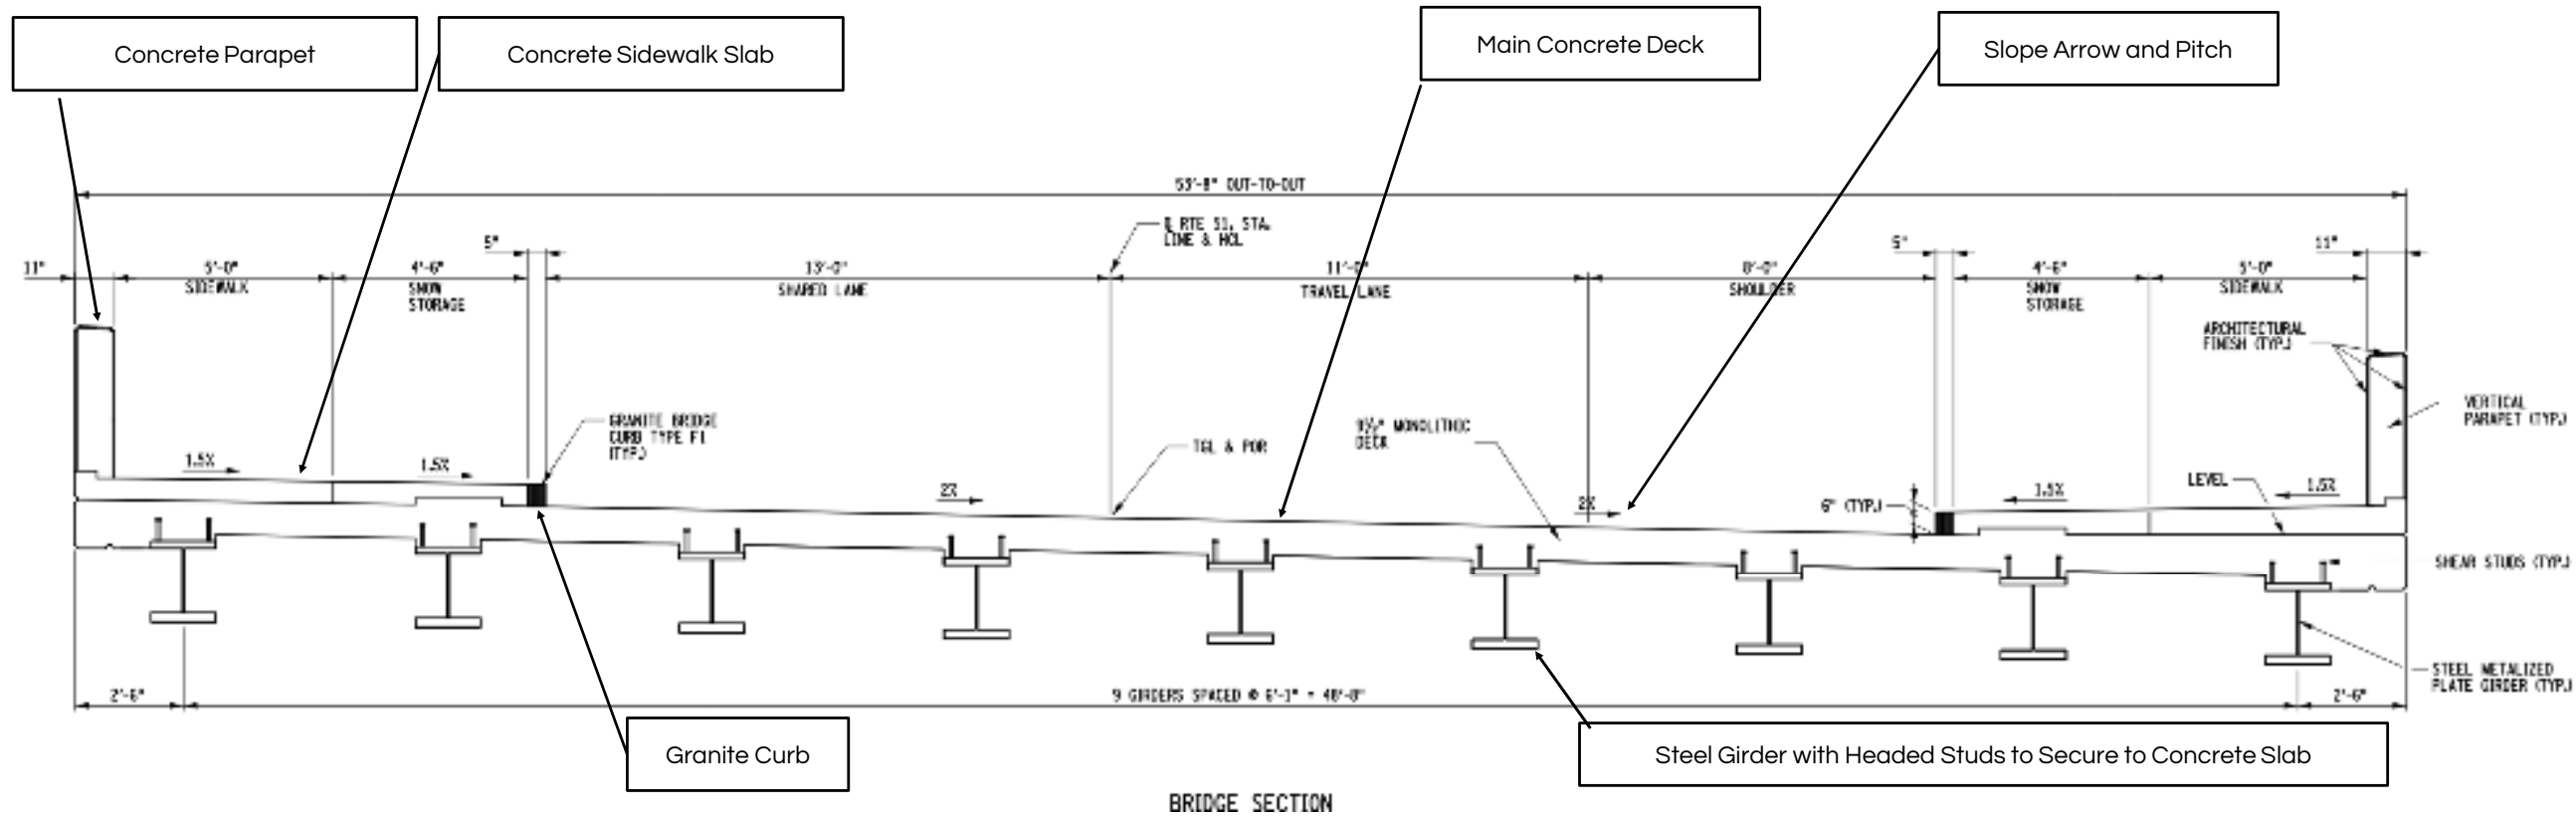 Concrete Parapet
Concrete Sidewalk Slab
Main Concrete Deck
Slope Arrow and Pitch
53'-8" OUT-TO-OUT
℄ RTE 51, STA.
LINE & HCL
11"
5'-0"
SIDEWALK
4'-6"
SNOW
STORAGE
5"
13'-0"
SHARED LANE
11'-0"
TRAVEL LANE
8'-0"
SHOULDER
5"
4'-6"
SNOW
STORAGE
5'-0"
SIDEWALK
11"
ARCHITECTURAL
FINISH (TYP.)
VERTICAL
PARAPET (TYP.)
GRANITE BRIDGE
CURB TYPE F1
(TYP.)
TGL & PGR
9½" MONOLITHIC
DECK
1.5%
1.5%
2%
2%
6" (TYP.)
1.5%
LEVEL
1.5%
SHEAR STUDS (TYP.)
STEEL METALIZED
PLATE GIRDER (TYP.)
2'-6"
9 GIRDERS SPACED @ 6'-1" = 48'-8"
2'-6"
Granite Curb
Steel Girder with Headed Studs to Secure to Concrete Slab
BRIDGE SECTION